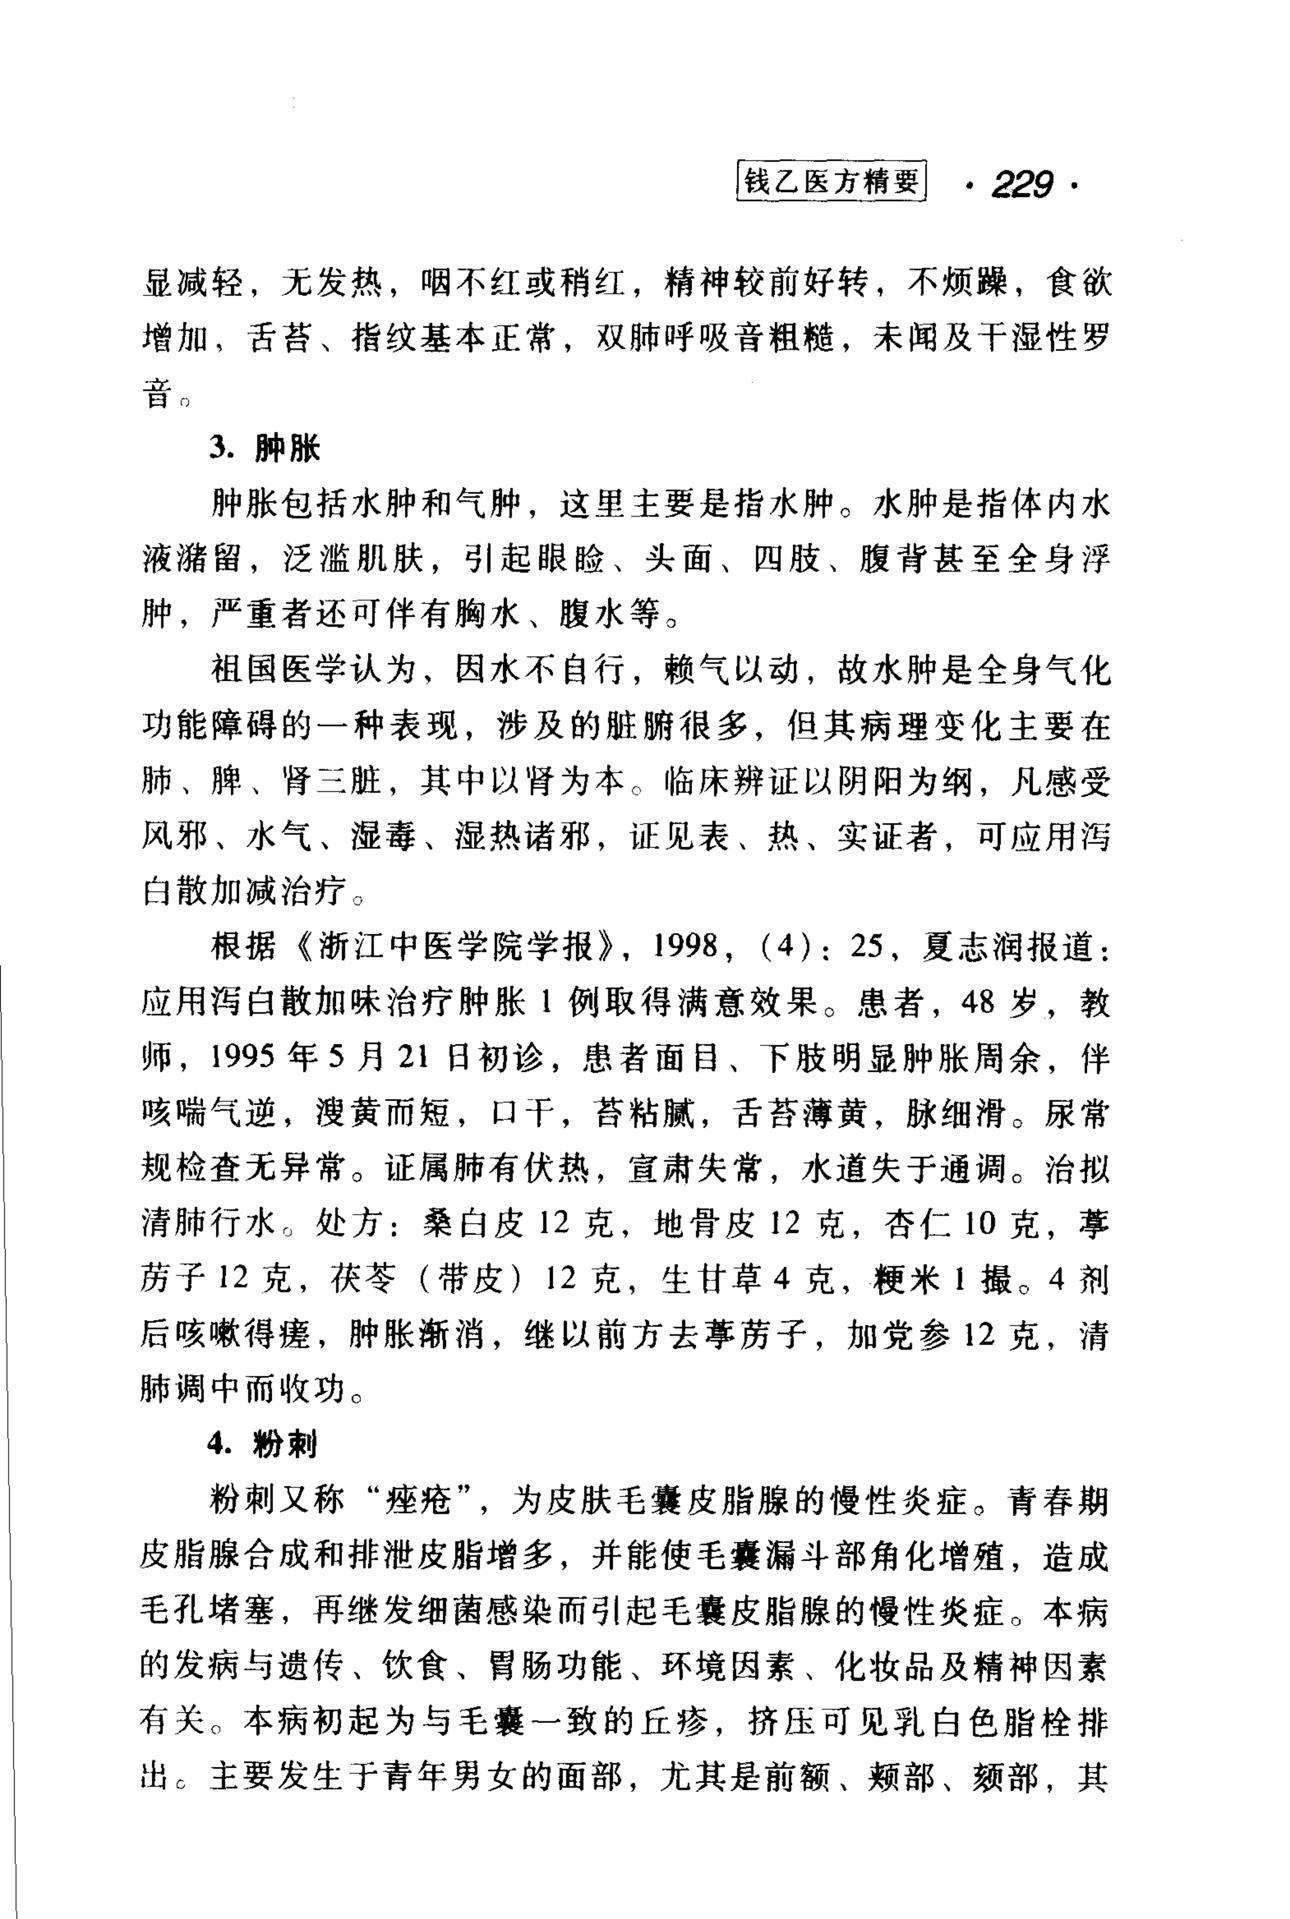 钱乙医方精要 · 229 ·
显减轻，无发热，咽不红或稍红，精神较前好转，不烦躁，食欲
增加，舌苔、指纹基本正常，双肺呼吸音粗糙，未闻及干湿性罗
音。
3. 肿胀
肿胀包括水肿和气肿，这里主要是指水肿。水肿是指体内水
液潴留，泛滥肌肤，引起眼睑、头面、四肢、腹背甚至全身浮
肿，严重者还可伴有胸水、腹水等。
祖国医学认为，因水不自行，赖气以动，故水肿是全身气化
功能障碍的一种表现，涉及的脏腑很多，但其病理变化主要在
肺、脾、肾三脏，其中以肾为本。临床辨证以阴阳为纲，凡感受
风邪、水气、湿毒、湿热诸邪，证见表、热、实证者，可应用泻
白散加减治疗。
根据《浙江中医学院学报》，1998，（4）：25，夏志润报道：
应用泻白散加味治疗肿胀 1 例取得满意效果。患者，48 岁，教
师，1995 年 5 月 21 日初诊，患者面目、下肢明显肿胀周余，伴
咳喘气逆，溲黄而短，口干，苔粘腻，舌苔薄黄，脉细滑。尿常
规检查无异常。证属肺有伏热，宣肃失常，水道失于通调。治拟
清肺行水。处方：桑白皮 12 克，地骨皮 12 克，杏仁 10 克，葶
苈子 12 克，茯苓（带皮）12 克，生甘草 4 克，粳米 1 撮。4 剂
后咳嗽得瘥，肿胀渐消，继以前方去葶苈子，加党参 12 克，清
肺调中而收功。
4. 粉刺
粉刺又称“痤疮”，为皮肤毛囊皮脂腺的慢性炎症。青春期
皮脂腺合成和排泄皮脂增多，并能使毛囊漏斗部角化增殖，造成
毛孔堵塞，再继发细菌感染而引起毛囊皮脂腺的慢性炎症。本病
的发病与遗传、饮食、胃肠功能、环境因素、化妆品及精神因素
有关。本病初起为与毛囊一致的丘疹，挤压可见乳白色脂栓排
出。主要发生于青年男女的面部，尤其是前额、颊部、颏部，其